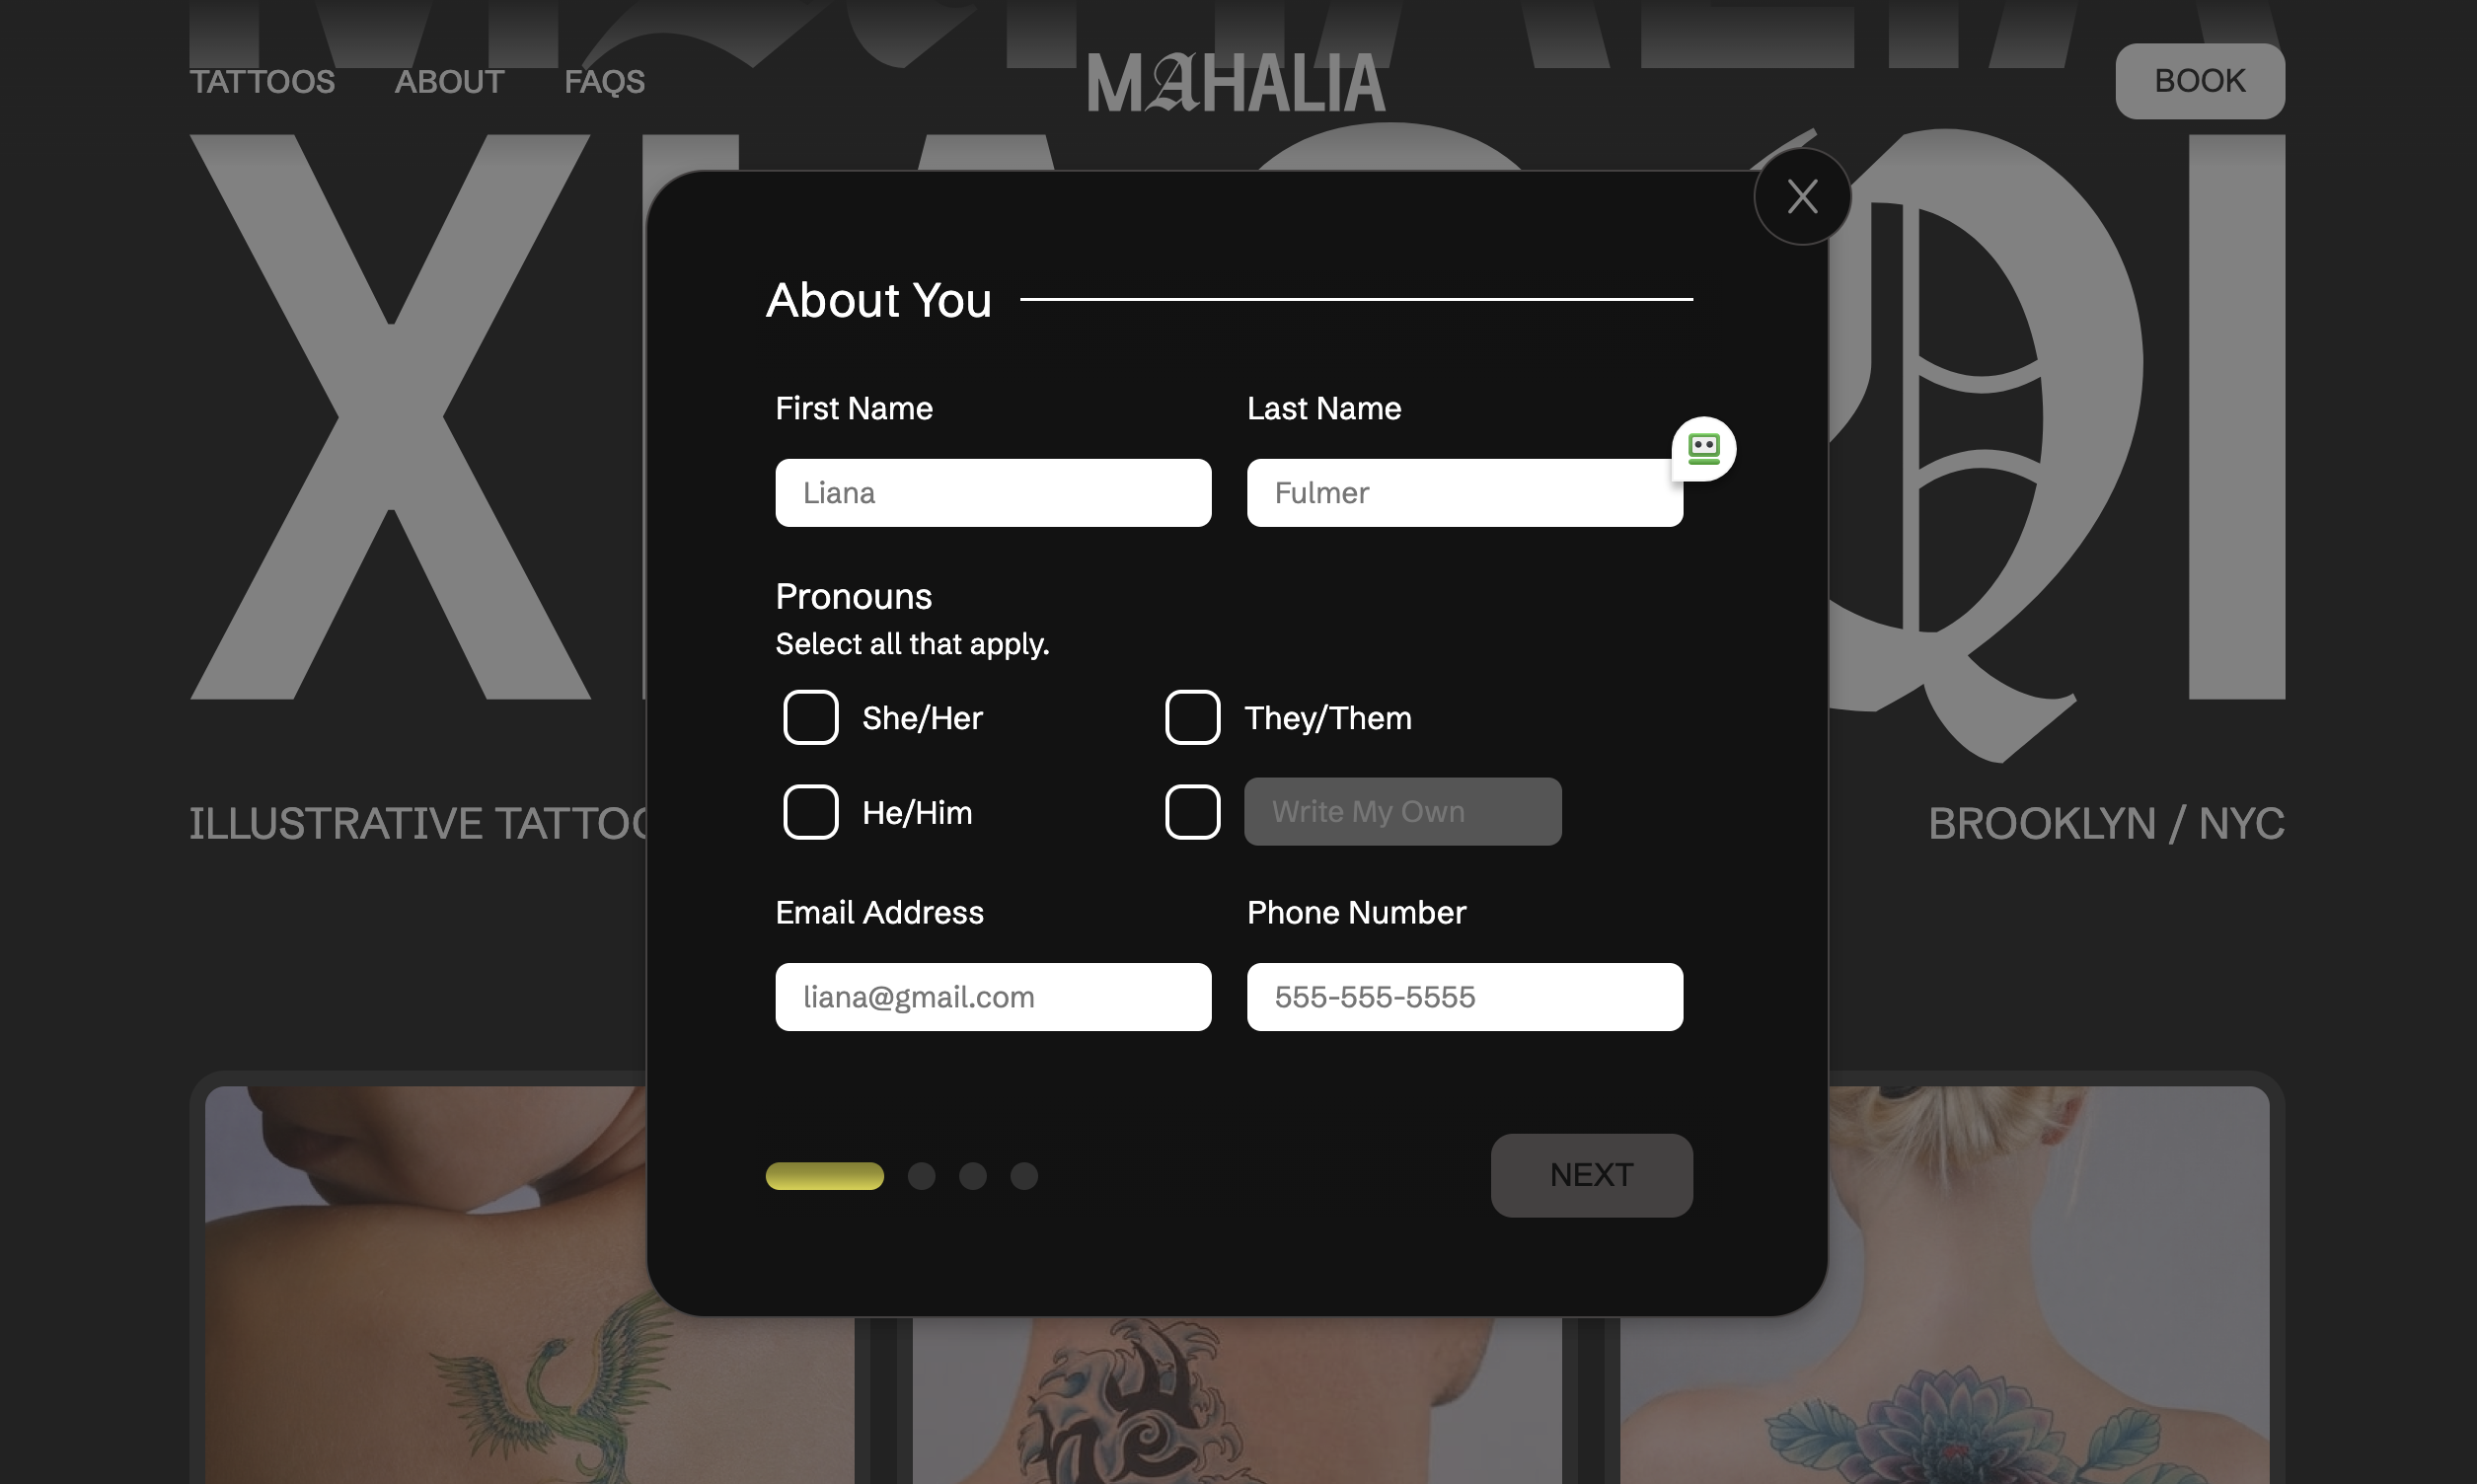 TATTOOS ABOUT FAQS MAHALIA BOOK
About You
First Name Last Name
Liana Fulmer
Pronouns
Select all that apply.
She/Her They/Them
He/Him Write My Own
ILLUSTRATIVE BROOKLYN / NYC
Email Address Phone Number
liana@gmail.com 555-555-5555
NEXT